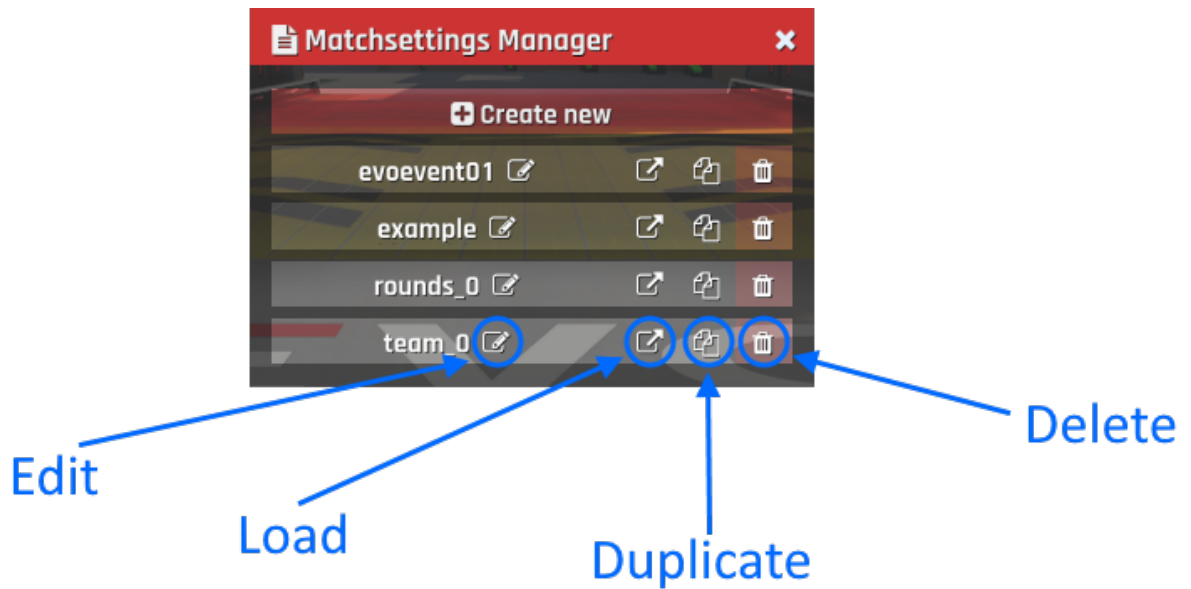 Matchsettings Manager
Create new
evoevent01
example
rounds_0
team_0
Delete
Edit
Load
Duplicate